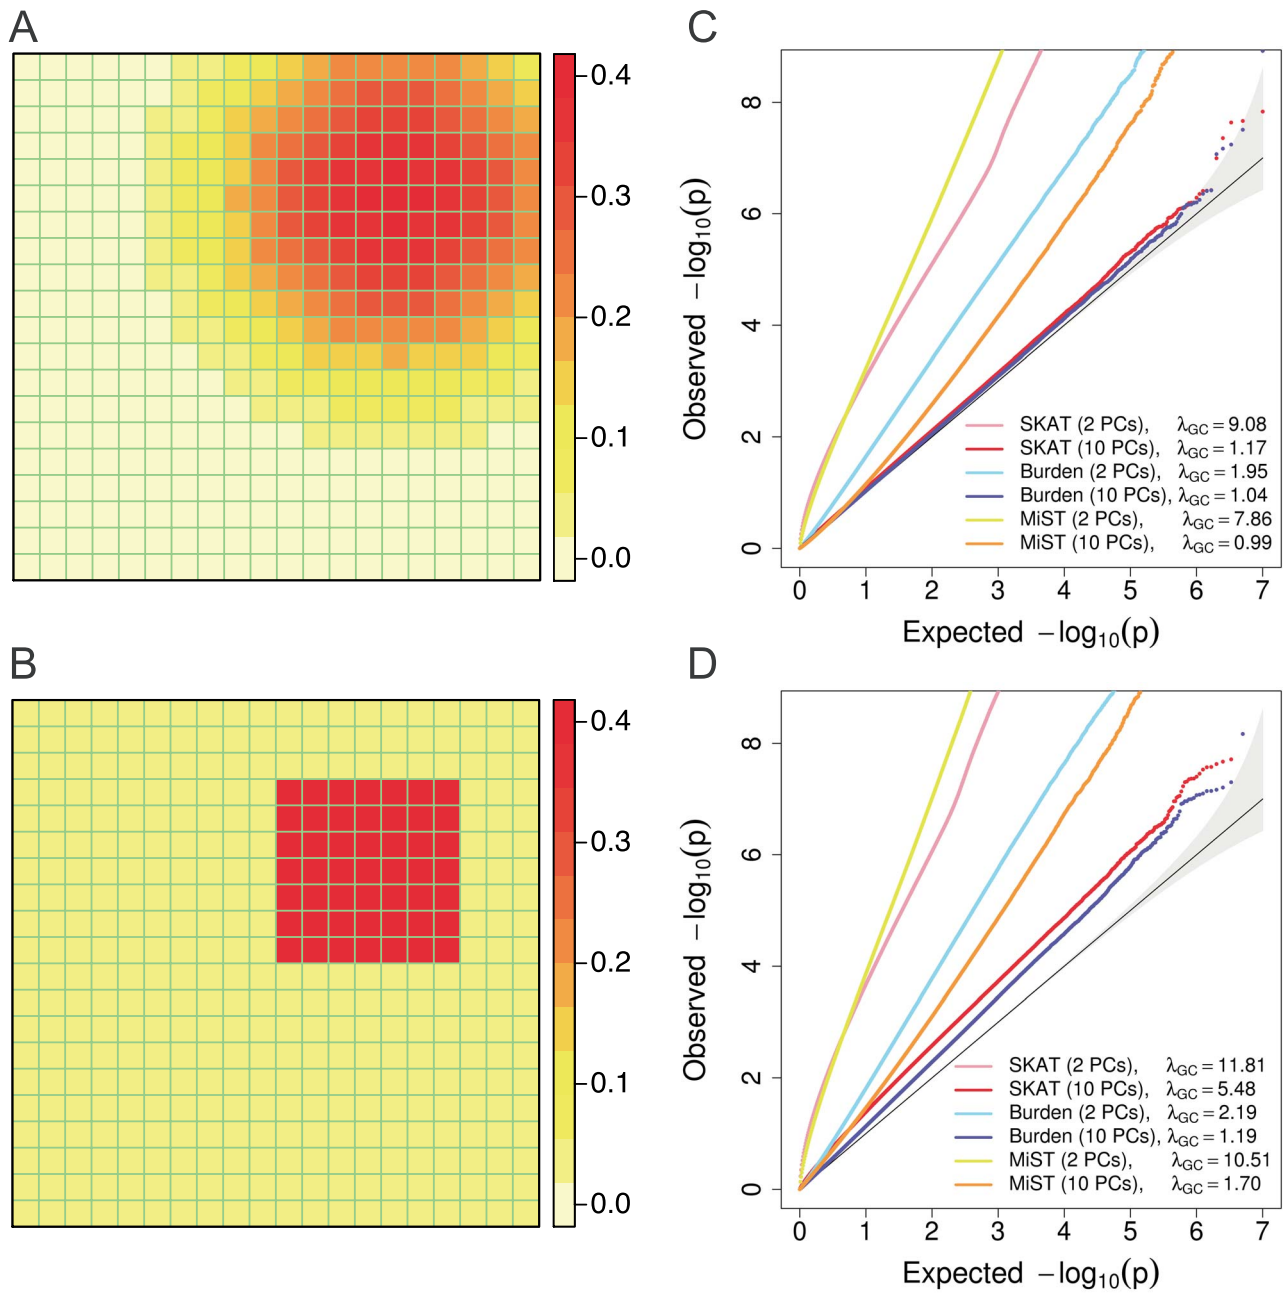 A
0.4
0.3
0.2
0.1
0.0
C
Observed −log10(p)
8
6
4
2
0
SKAT (2 PCs), λGC = 9.08
SKAT (10 PCs), λGC = 1.17
Burden (2 PCs), λGC = 1.95
Burden (10 PCs), λGC = 1.04
MiST (2 PCs), λGC = 7.86
MiST (10 PCs), λGC = 0.99
0 1 2 3 4 5 6 7
Expected −log10(p)
B
0.4
0.3
0.2
0.1
0.0
D
Observed −log10(p)
8
6
4
2
0
SKAT (2 PCs), λGC = 11.81
SKAT (10 PCs), λGC = 5.48
Burden (2 PCs), λGC = 2.19
Burden (10 PCs), λGC = 1.19
MiST (2 PCs), λGC = 10.51
MiST (10 PCs), λGC = 1.70
0 1 2 3 4 5 6 7
Expected −log10(p)